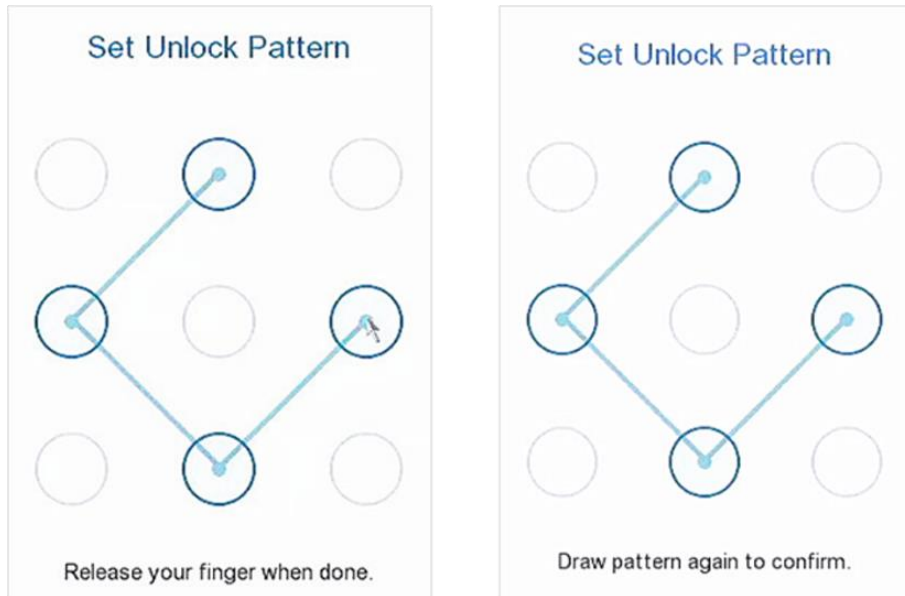 Set Unlock Pattern
Release your finger when done.
Set Unlock Pattern
Draw pattern again to confirm.